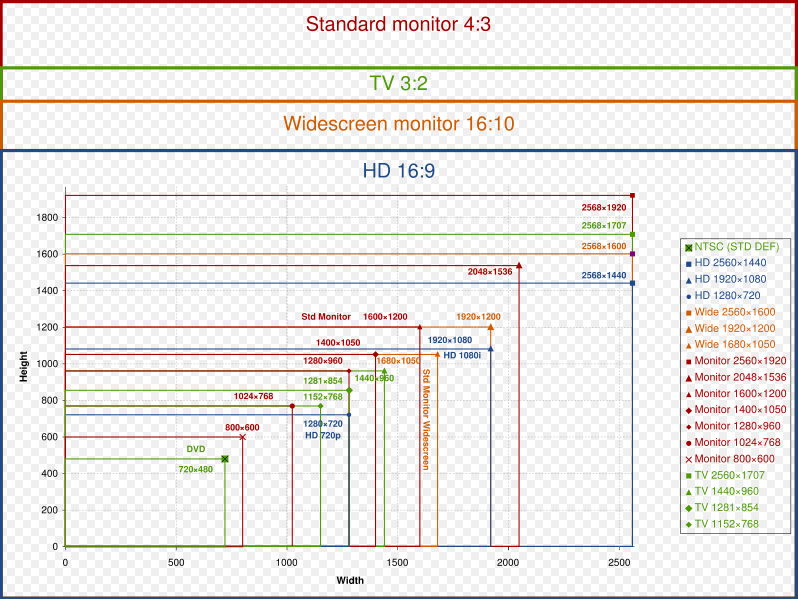 Standard monitor 4:3
TV 3:2
Widescreen monitor 16:10
HD 16:9
2568×1920
2568×1707
2568×1600
2048×1536
2568×1440
Std Monitor 1600×1200 1920×1200
1400×1050 1920×1080
1280×960 1680×1050 HD 1080i
1281×854 1440×960
1024×768 1152×768
800×600 1280×720
HD 720p
DVD
720×480
Std Monitor Widescreen
Height
1800
1600
1400
1200
1000
800
600
400
200
0
0 500 1000 1500 2000 2500
Width
NTSC (STD DEF)
HD 2560×1440
HD 1920×1080
HD 1280×720
Wide 2560×1600
Wide 1920×1200
Wide 1680×1050
Monitor 2560×1920
Monitor 2048×1536
Monitor 1600×1200
Monitor 1400×1050
Monitor 1280×960
Monitor 1024×768
Monitor 800×600
TV 2560×1707
TV 1440×960
TV 1281×854
TV 1152×768